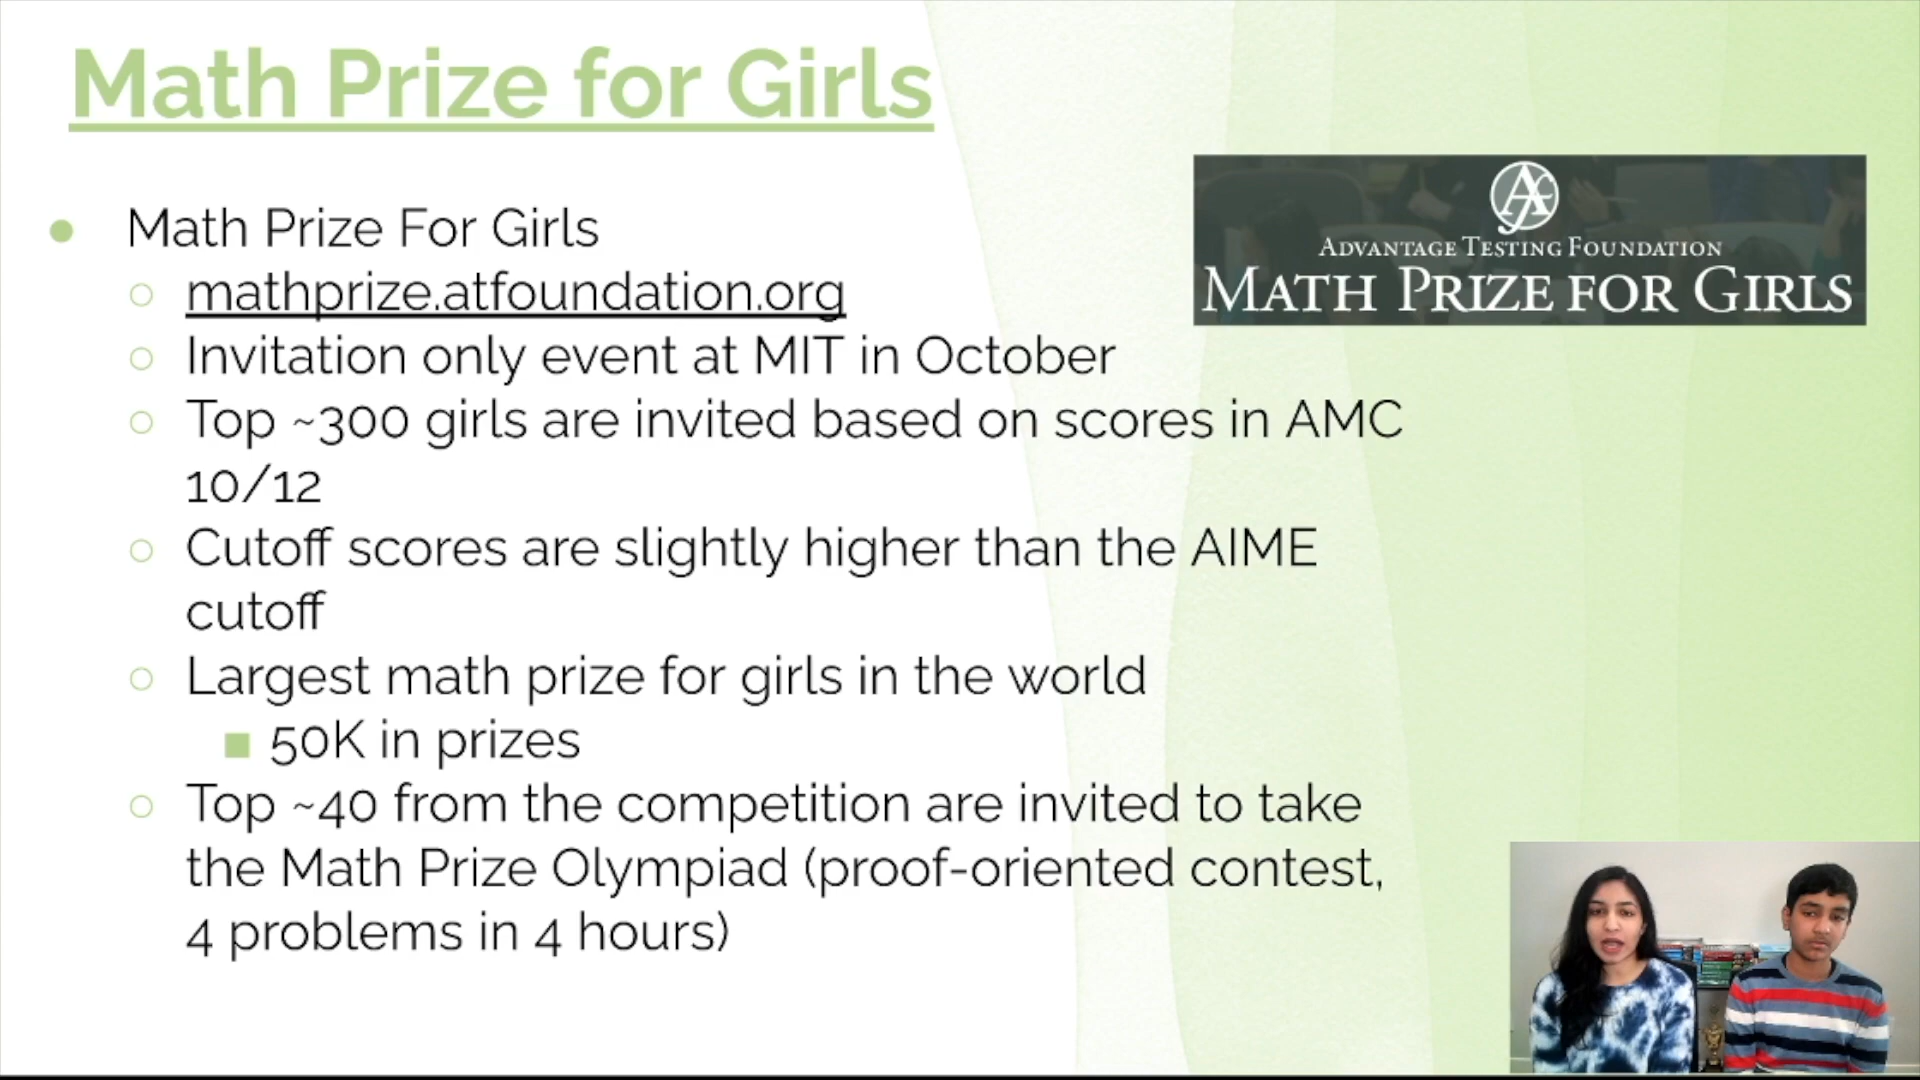 Math Prize for Girls
Math Prize For Girls
mathprize.atfoundation.org
Invitation only event at MIT in October
Top ~300 girls are invited based on scores in AMC
10/12
Cutoff scores are slightly higher than the AIME
cutoff
Largest math prize for girls in the world
50K in prizes
Top ~40 from the competition are invited to take
the Math Prize Olympiad (proof-oriented contest,
4 problems in 4 hours)
ADVANTAGE TESTING FOUNDATION
MATH PRIZE FOR GIRLS